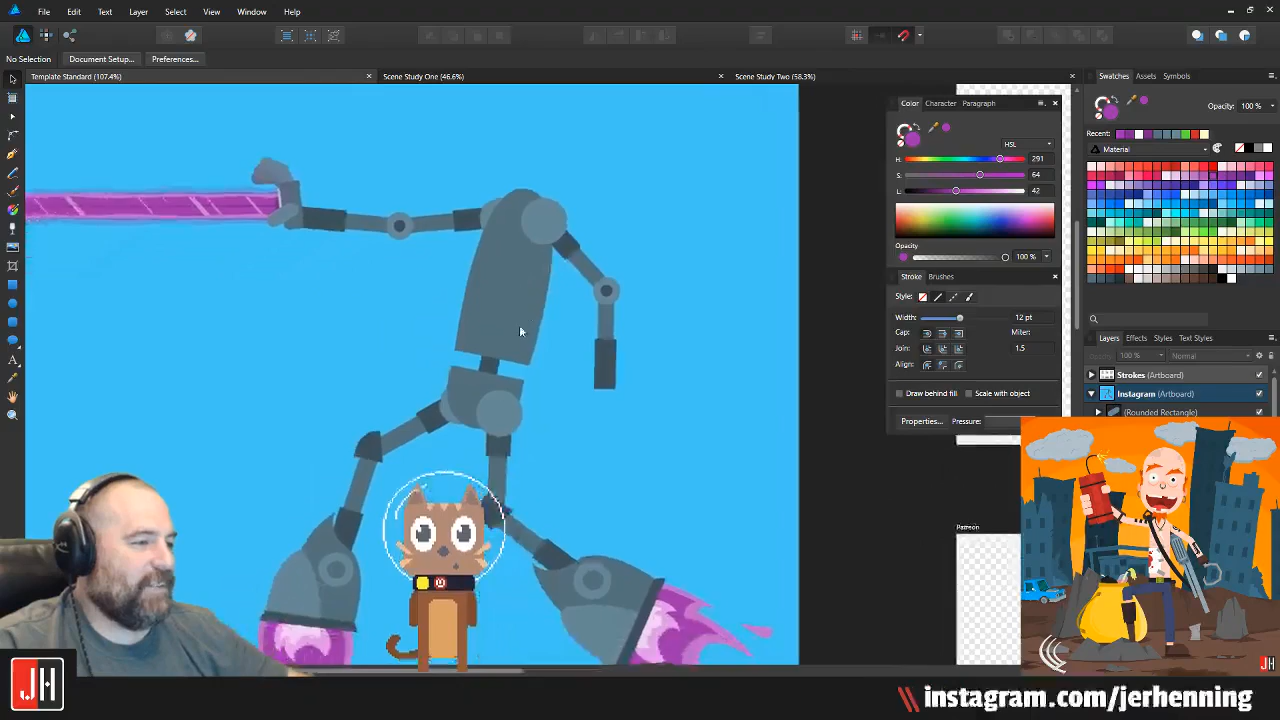 File Edit Text Layer Select View Window Help
No Selection Document Setup... Preferences...
Template Standard (107.4%) Scene Study One (46.6%) Scene Study Two (58.3%)
Swatches Assets Symbols
Opacity: 100 %
Recent:
Material
Color Character Paragraph
HSL
H: 291
S: 64
L: 42
Opacity
100 %
Stroke Brushes
Style:
Width: 12 pt
Cap: Miter:
Join: 1.5
Align:
Draw behind fill Scale with object
Properties... Pressure:
Layers Effects Styles Text Styles
100 % Normal
Strokes (Artboard)
Instagram (Artboard)
(Rounded Rectangle)
Patreon
JH
JH
\\ instagram.com/jerhenning